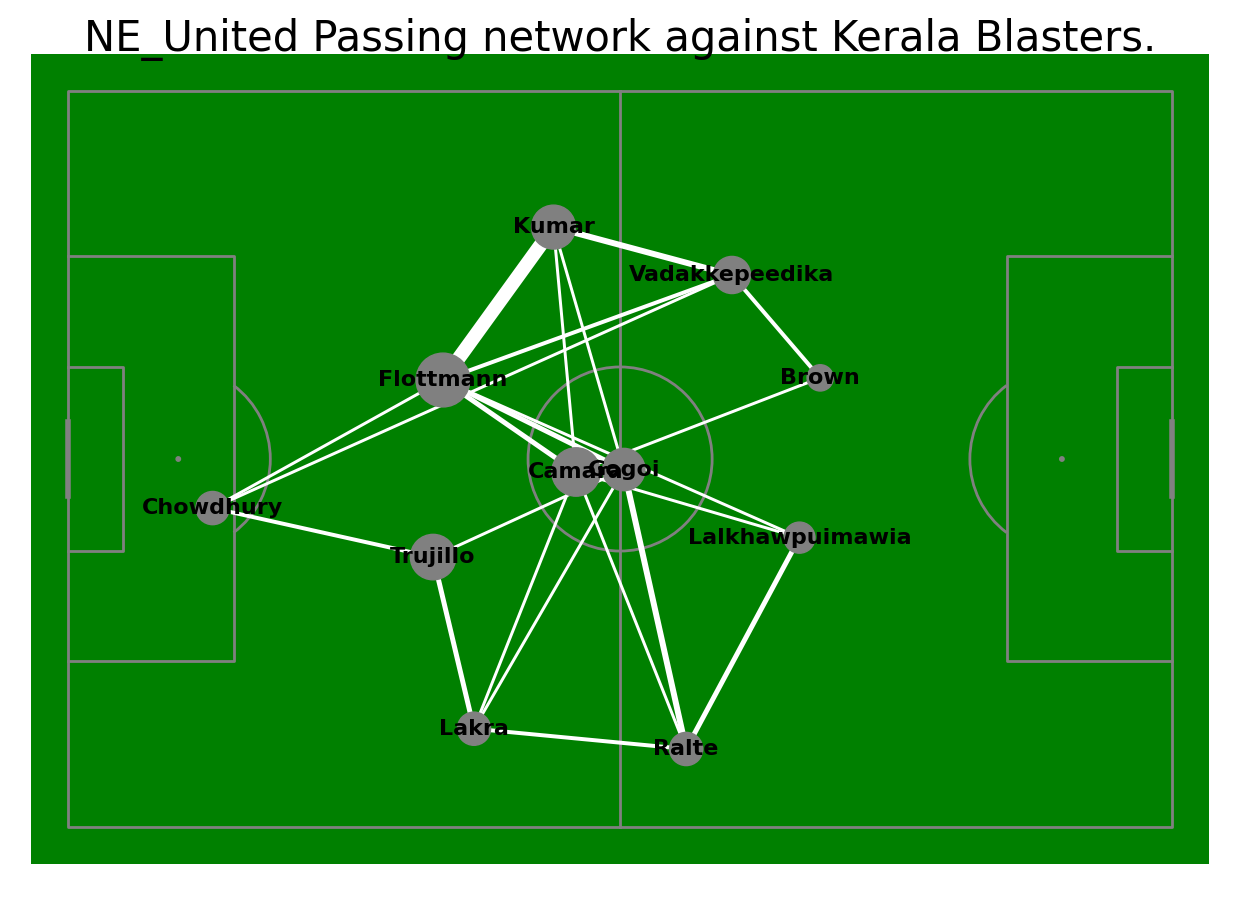 NE_United Passing network against Kerala Blasters.
Kumar
Vadakkepeedika
Flottmann
Brown
Camara
Gogoi
Chowdhury
Lalkhawpuimawia
Trujillo
Lakra
Ralte